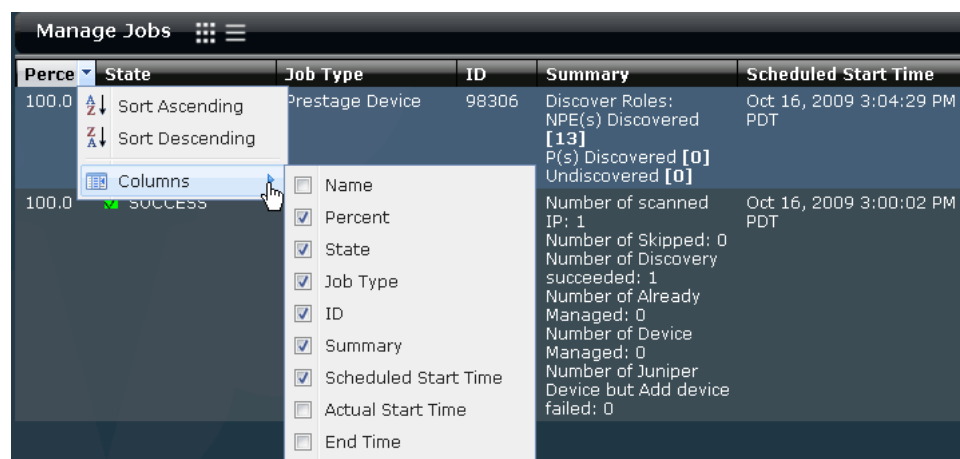 Manage Jobs
Perce State Job Type ID Summary Scheduled Start Time
100.0 Prestage Device 98306 Discover Roles: Oct 16, 2009 3:04:29 PM
NPE(s) Discovered PDT
[13]
P(s) Discovered [0]
Undiscovered [0]
Sort Ascending
Sort Descending
Columns
100.0 SUCCESS Number of scanned Oct 16, 2009 3:00:02 PM
IP: 1 PDT
Number of Skipped: 0
Number of Discovery
succeeded: 1
Number of Already
Managed: 0
Number of Device
Managed: 0
Number of Juniper
Device but Add device
failed: 0
Name
Percent
State
Job Type
ID
Summary
Scheduled Start Time
Actual Start Time
End Time